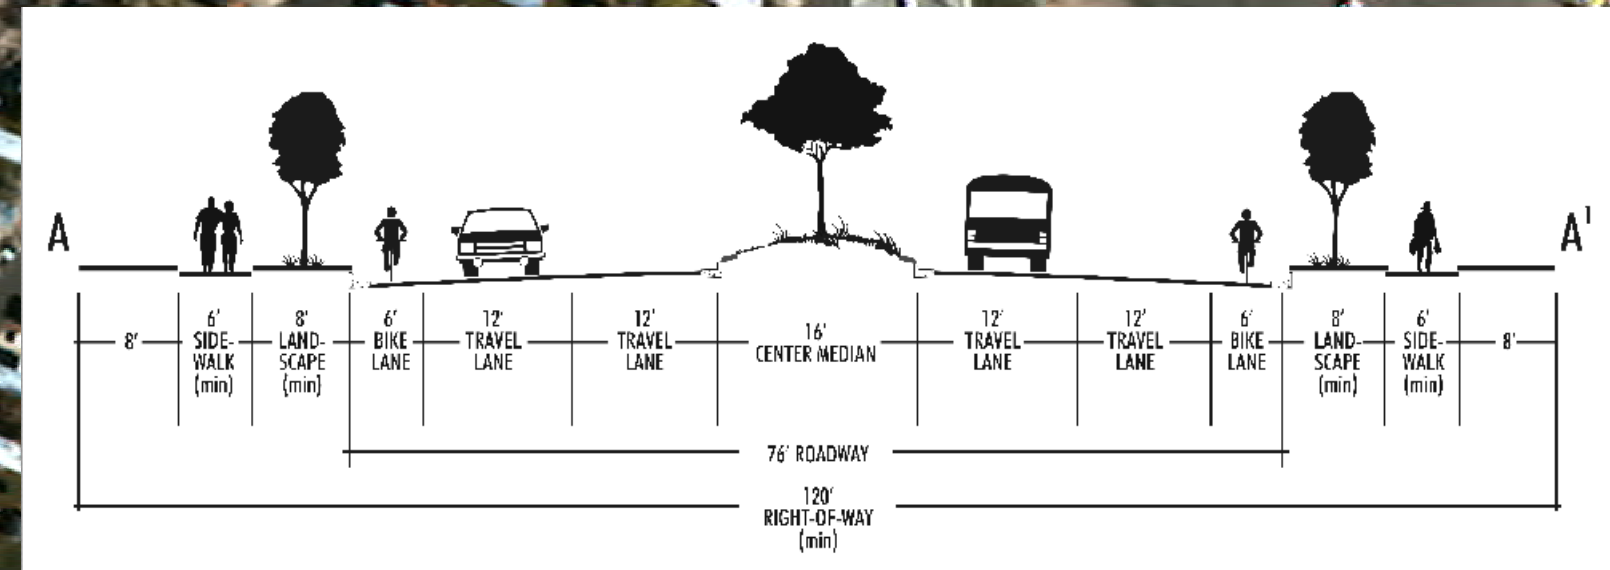 A
A'
8'
6'
SIDE-
WALK
(min)
8'
LAND-
SCAPE
(min)
6'
BIKE
LANE
12'
TRAVEL
LANE
12'
TRAVEL
LANE
16'
CENTER MEDIAN
12'
TRAVEL
LANE
12'
TRAVEL
LANE
6'
BIKE
LANE
8'
LAND-
SCAPE
(min)
6'
SIDE-
WALK
(min)
8'
76' ROADWAY
120'
RIGHT-OF-WAY
(min)